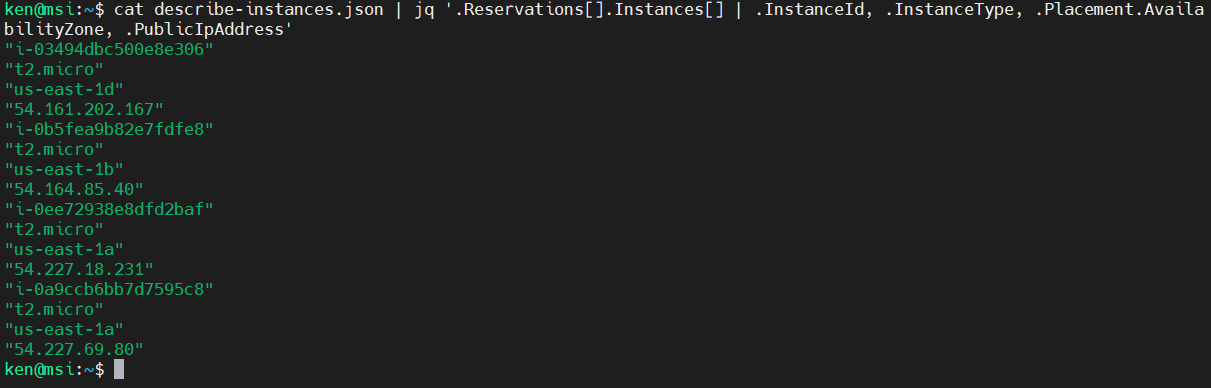 ken@msi:~$ cat describe-instances.json | jq '.Reservations[].Instances[] | .InstanceId, .InstanceType, .Placement.Availa
bilityZone, .PublicIpAddress'
"i-03494dbc500e8e306"
"t2.micro"
"us-east-1d"
"54.161.202.167"
"i-0b5fea9b82e7fdfe8"
"t2.micro"
"us-east-1b"
"54.164.85.40"
"i-0ee72938e8dfd2baf"
"t2.micro"
"us-east-1a"
"54.227.18.231"
"i-0a9ccb6bb7d7595c8"
"t2.micro"
"us-east-1a"
"54.227.69.80"
ken@msi:~$